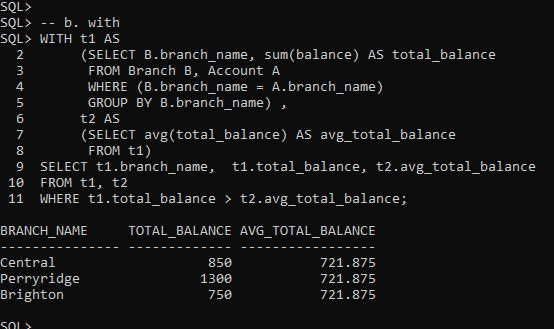 SQL>
SQL> -- b. with
SQL> WITH t1 AS
  2       (SELECT B.branch_name, sum(balance) AS total_balance
  3        FROM Branch B, Account A
  4        WHERE (B.branch_name = A.branch_name)
  5        GROUP BY B.branch_name) ,
  6       t2 AS
  7       (SELECT avg(total_balance) AS avg_total_balance
  8        FROM t1)
  9  SELECT t1.branch_name,  t1.total_balance, t2.avg_total_balance
 10  FROM t1, t2
 11  WHERE t1.total_balance > t2.avg_total_balance;
BRANCH_NAME     TOTAL_BALANCE AVG_TOTAL_BALANCE
--------------- ------------- -----------------
Central                   850           721.875
Perryridge               1300           721.875
Brighton                  750           721.875
SQL>